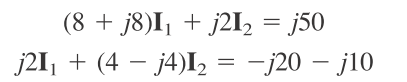 (8 + j8)I₁ + j2I₂ = j50
j2I₁ + (4 − j4)I₂ = −j20 − j10